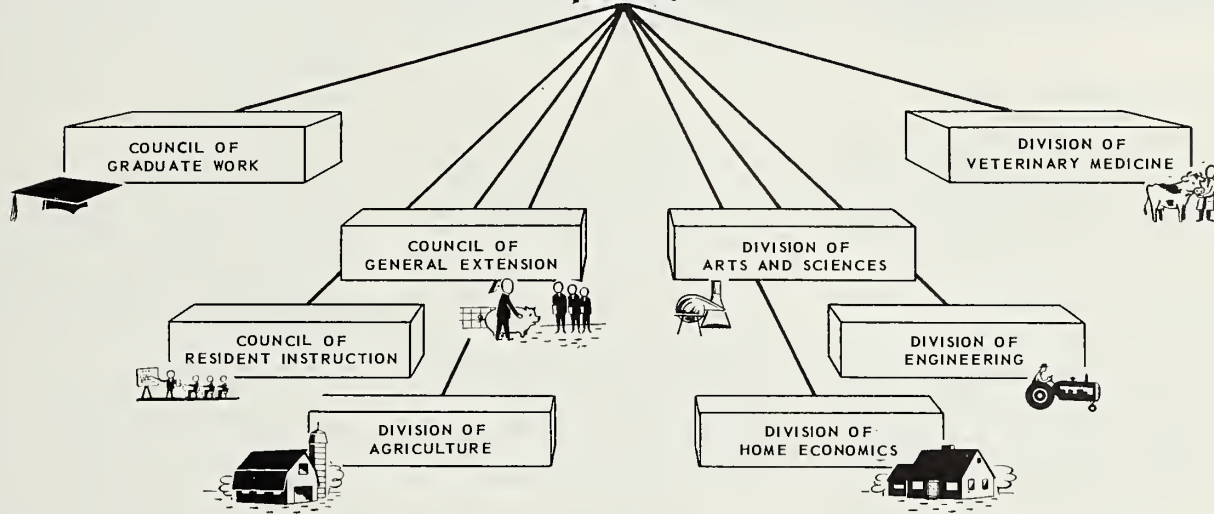 COUNCIL OF
GRADUATE WORK
DIVISION OF
VETERINARY MEDICINE
COUNCIL OF
GENERAL EXTENSION
DIVISION OF
ARTS AND SCIENCES
COUNCIL OF
RESIDENT INSTRUCTION
DIVISION OF
ENGINEERING
DIVISION OF
AGRICULTURE
DIVISION OF
HOME ECONOMICS